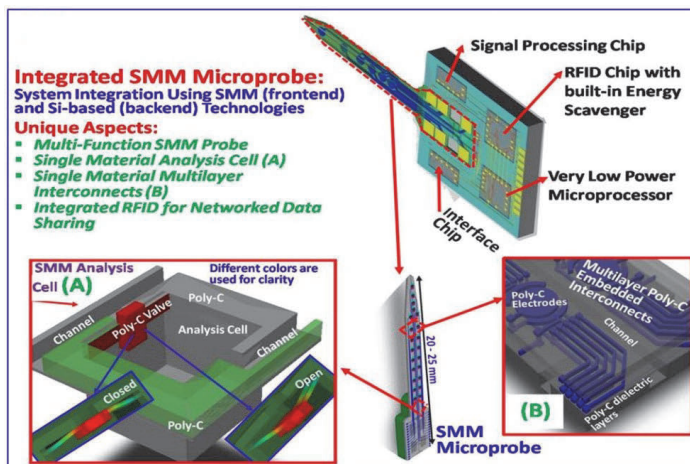 Integrated SMM Microprobe:
System Integration Using SMM (frontend)
and Si-based (backend) Technologies
Unique Aspects:
Multi-Function SMM Probe
Single Material Analysis Cell (A)
Single Material Multilayer
Interconnects (B)
Integrated RFID for Networked Data
Sharing
Signal Processing Chip
RFID Chip with
built-in Energy
Scavenger
Very Low Power
Microprocessor
Interface
Chip
SMM Analysis
Cell (A)
Different colors are
used for clarity
Channel
Poly-C
Poly-C Valve
Analysis Cell
Channel
Closed
Open
Poly-C
20 - 25 mm
SMM
Microprobe
Multilayer Poly-C
Embedded
Interconnects
Poly-C
Electrodes
Channel
Poly-C dielectric
layers
(B)